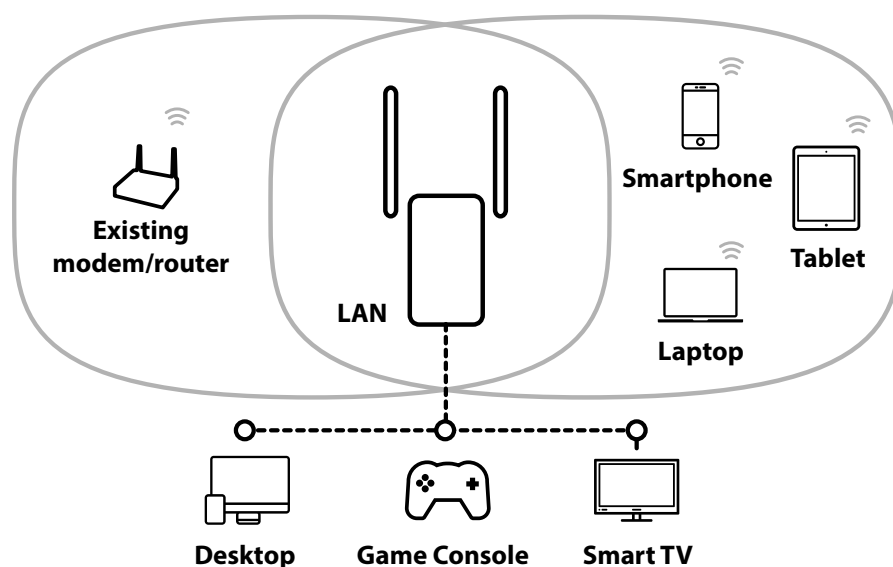 Smartphone
Existing
modem/router
Tablet
LAN
Laptop
Desktop
Game Console
Smart TV